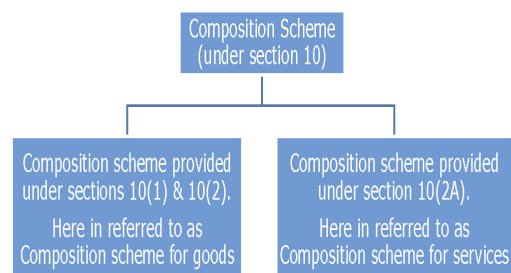 Composition Scheme
(under section 10)
Composition scheme provided
under sections 10(1) & 10(2).
Here in referred to as
Composition scheme for goods
Composition scheme provided
under section 10(2A).
Here in referred to as
Composition scheme for services